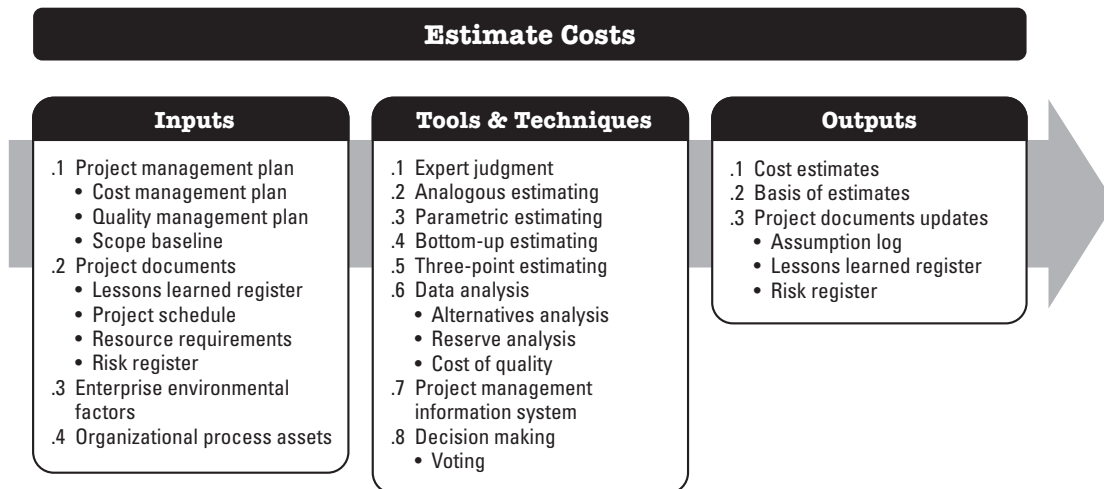 Estimate Costs
Inputs
.1 Project management plan
• Cost management plan
• Quality management plan
• Scope baseline
.2 Project documents
• Lessons learned register
• Project schedule
• Resource requirements
• Risk register
.3 Enterprise environmental
factors
.4 Organizational process assets
Tools & Techniques
.1 Expert judgment
.2 Analogous estimating
.3 Parametric estimating
.4 Bottom-up estimating
.5 Three-point estimating
.6 Data analysis
• Alternatives analysis
• Reserve analysis
• Cost of quality
.7 Project management
information system
.8 Decision making
• Voting
Outputs
.1 Cost estimates
.2 Basis of estimates
.3 Project documents updates
• Assumption log
• Lessons learned register
• Risk register